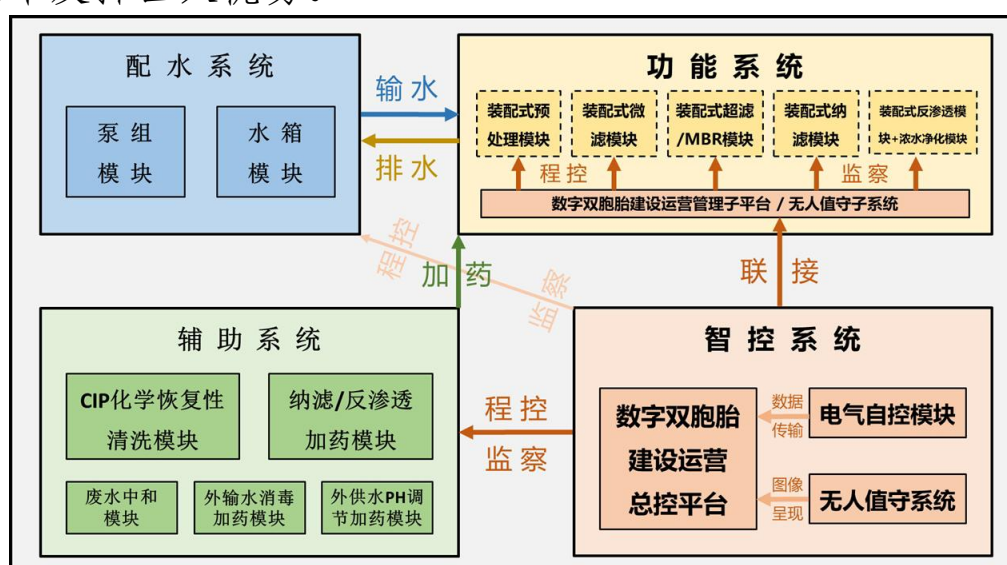 配水系统
泵组
模块
水箱
模块
输水
排水
功能系统
装配式预
处理模块
装配式微
滤模块
装配式超滤
/MBR模块
装配式纳
滤模块
装配式反渗透模
块+浓水净化模块
程控
监察
数字双胞胎建设运营管理子平台 / 无人值守子系统
程控
监察
加药
联接
辅助系统
CIP化学恢复性
清洗模块
纳滤/反渗透
加药模块
废水中和
模块
外输水消毒
加药模块
外供水PH调
节加药模块
程控
监察
智控系统
数字双胞胎
建设运营
总控平台
数据
传输
电气自控模块
图像
呈现
无人值守系统